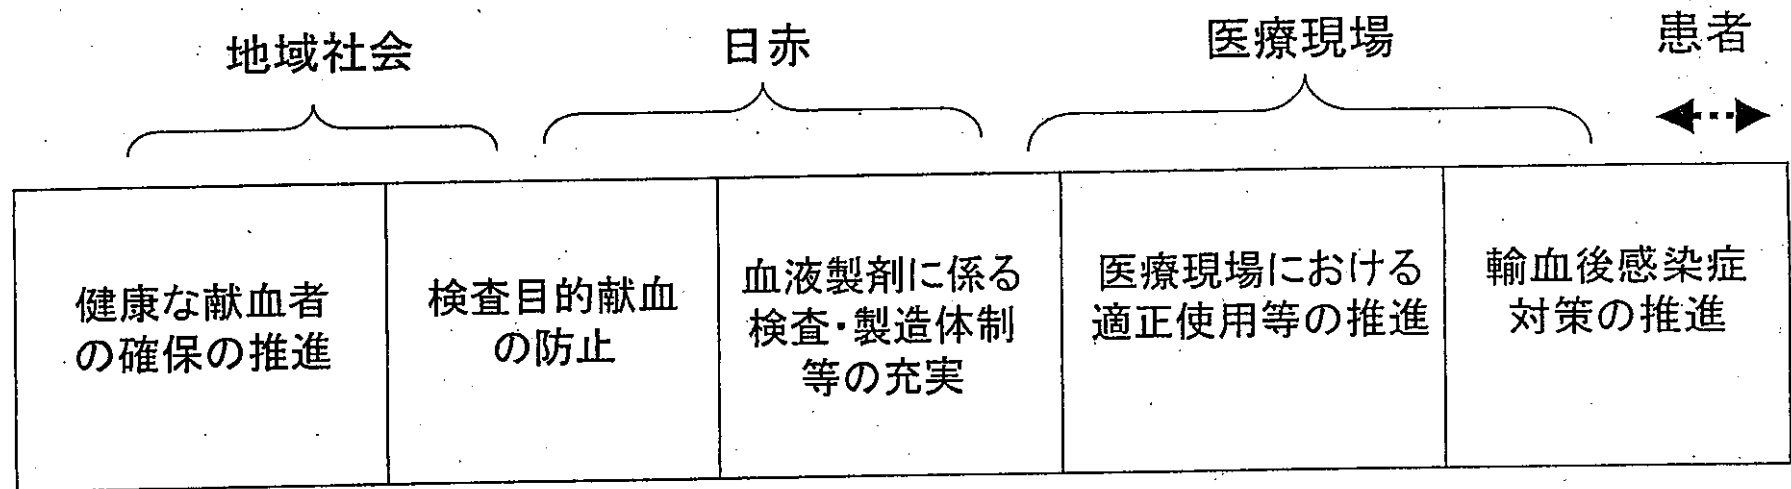 地域社会
日赤
医療現場
患者
健康な献血者
の確保の推進
検査目的献血
の防止
血液製剤に係る
検査・製造体制
等の充実
医療現場における
適正使用等の推進
輸血後感染症
対策の推進